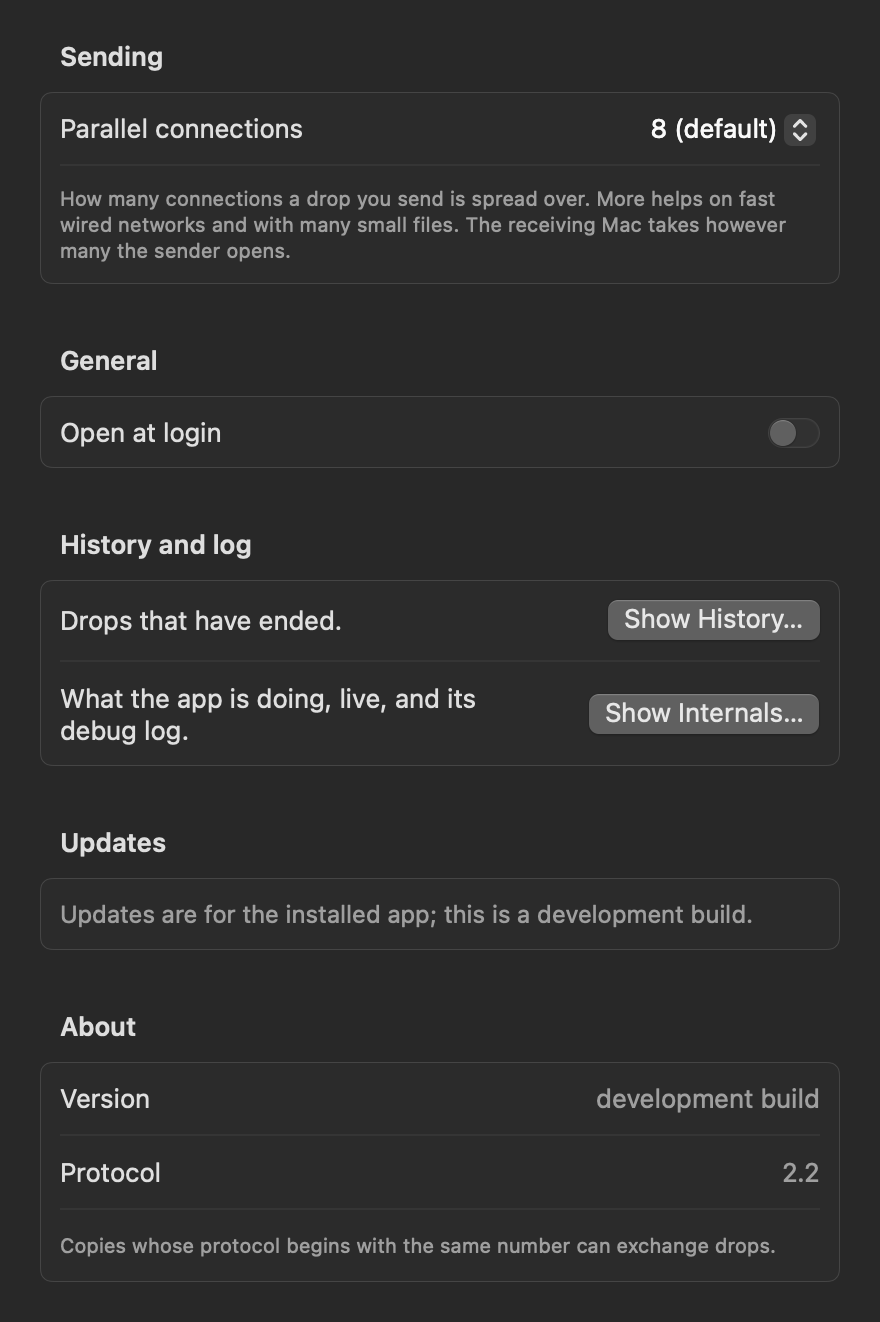 Sending
Parallel connections
8 (default)
How many connections a drop you send is spread over. More helps on fast
wired networks and with many small files. The receiving Mac takes however
many the sender opens.
General
Open at login
History and log
Drops that have ended.
Show History...
What the app is doing, live, and its
debug log.
Show Internals...
Updates
Updates are for the installed app; this is a development build.
About
Version
development build
Protocol
2.2
Copies whose protocol begins with the same number can exchange drops.